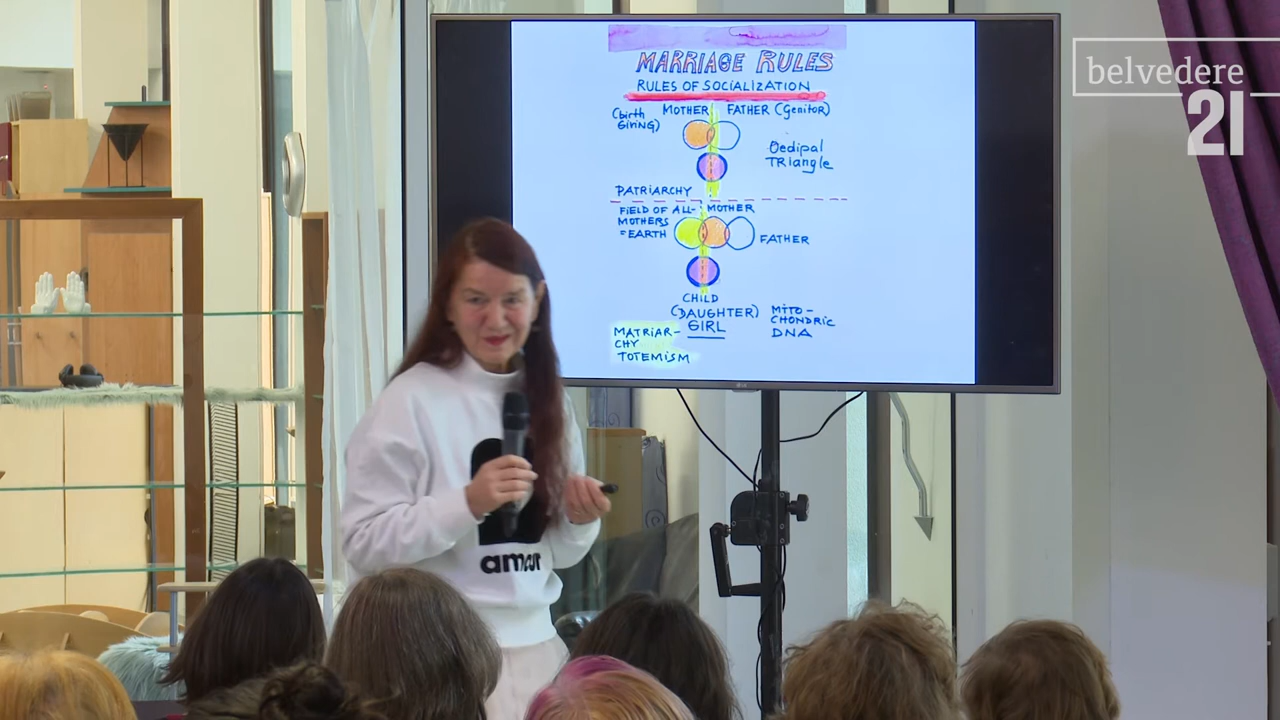 belvedere
21
MARRIAGE RULES
RULES OF SOCIALIZATION
(birth GiViNG) MOTHER FATHER (Genitor)
Oedipal
TRiangle
PATRiARCHY
FiELD OF ALL-
MOTHERS
=EARTH
MOTHER
FATHER
CHILD
(DAUGHTER)
GIRL
MiTO-
CHONDRiC
DNA
MATRiAR-
CHY
TOTEMiSM
LG